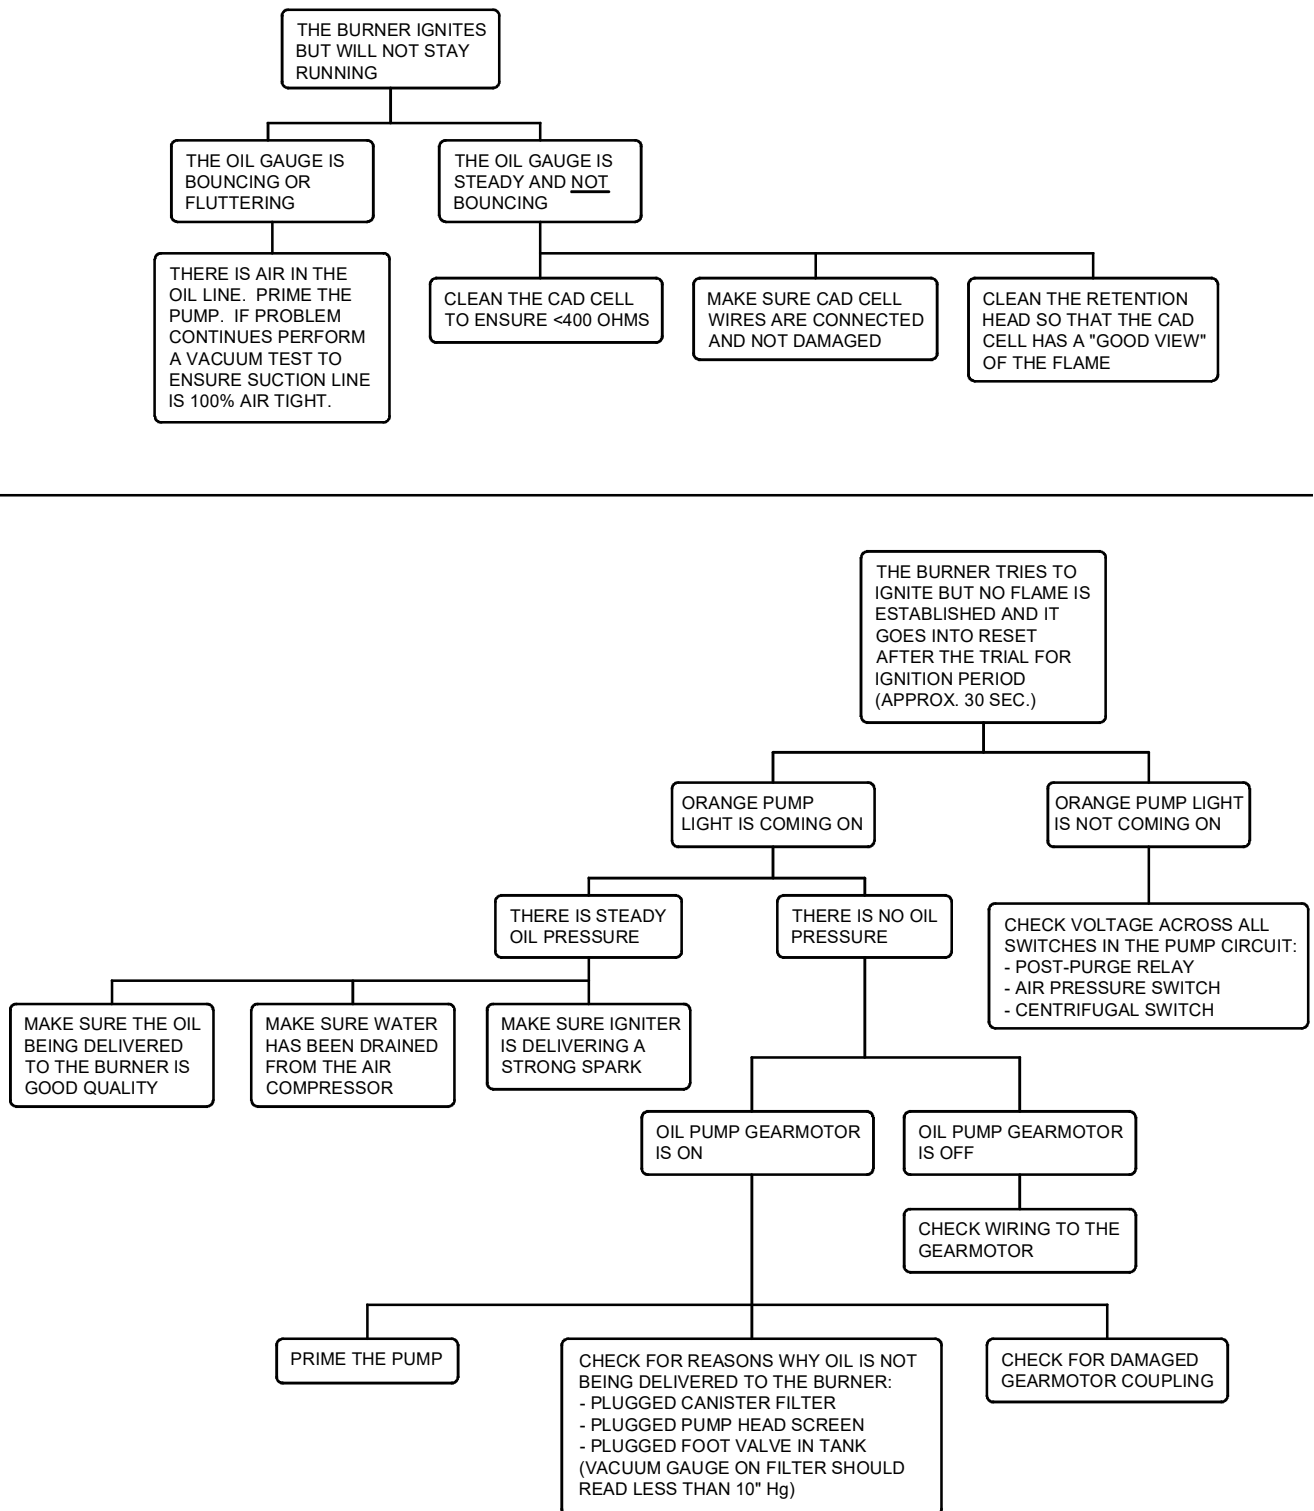 THE BURNER IGNITES
BUT WILL NOT STAY
RUNNING
THE OIL GAUGE IS
BOUNCING OR
FLUTTERING
THE OIL GAUGE IS
STEADY AND NOT
BOUNCING
THERE IS AIR IN THE
OIL LINE.  PRIME THE
PUMP.  IF PROBLEM
CONTINUES PERFORM
A VACUUM TEST TO
ENSURE SUCTION LINE
IS 100% AIR TIGHT.
CLEAN THE CAD CELL
TO ENSURE <400 OHMS
MAKE SURE CAD CELL
WIRES ARE CONNECTED
AND NOT DAMAGED
CLEAN THE RETENTION
HEAD SO THAT THE CAD
CELL HAS A "GOOD VIEW"
OF THE FLAME
THE BURNER TRIES TO
IGNITE BUT NO FLAME IS
ESTABLISHED AND IT
GOES INTO RESET
AFTER THE TRIAL FOR
IGNITION PERIOD
(APPROX. 30 SEC.)
ORANGE PUMP
LIGHT IS COMING ON
ORANGE PUMP LIGHT
IS NOT COMING ON
THERE IS STEADY
OIL PRESSURE
THERE IS NO OIL
PRESSURE
CHECK VOLTAGE ACROSS ALL
SWITCHES IN THE PUMP CIRCUIT:
- POST-PURGE RELAY
- AIR PRESSURE SWITCH
- CENTRIFUGAL SWITCH
MAKE SURE THE OIL
BEING DELIVERED
TO THE BURNER IS
GOOD QUALITY
MAKE SURE WATER
HAS BEEN DRAINED
FROM THE AIR
COMPRESSOR
MAKE SURE IGNITER
IS DELIVERING A
STRONG SPARK
OIL PUMP GEARMOTOR
IS ON
OIL PUMP GEARMOTOR
IS OFF
CHECK WIRING TO THE
GEARMOTOR
PRIME THE PUMP
CHECK FOR REASONS WHY OIL IS NOT
BEING DELIVERED TO THE BURNER:
- PLUGGED CANISTER FILTER
- PLUGGED PUMP HEAD SCREEN
- PLUGGED FOOT VALVE IN TANK
(VACUUM GAUGE ON FILTER SHOULD
READ LESS THAN 10" Hg)
CHECK FOR DAMAGED
GEARMOTOR COUPLING